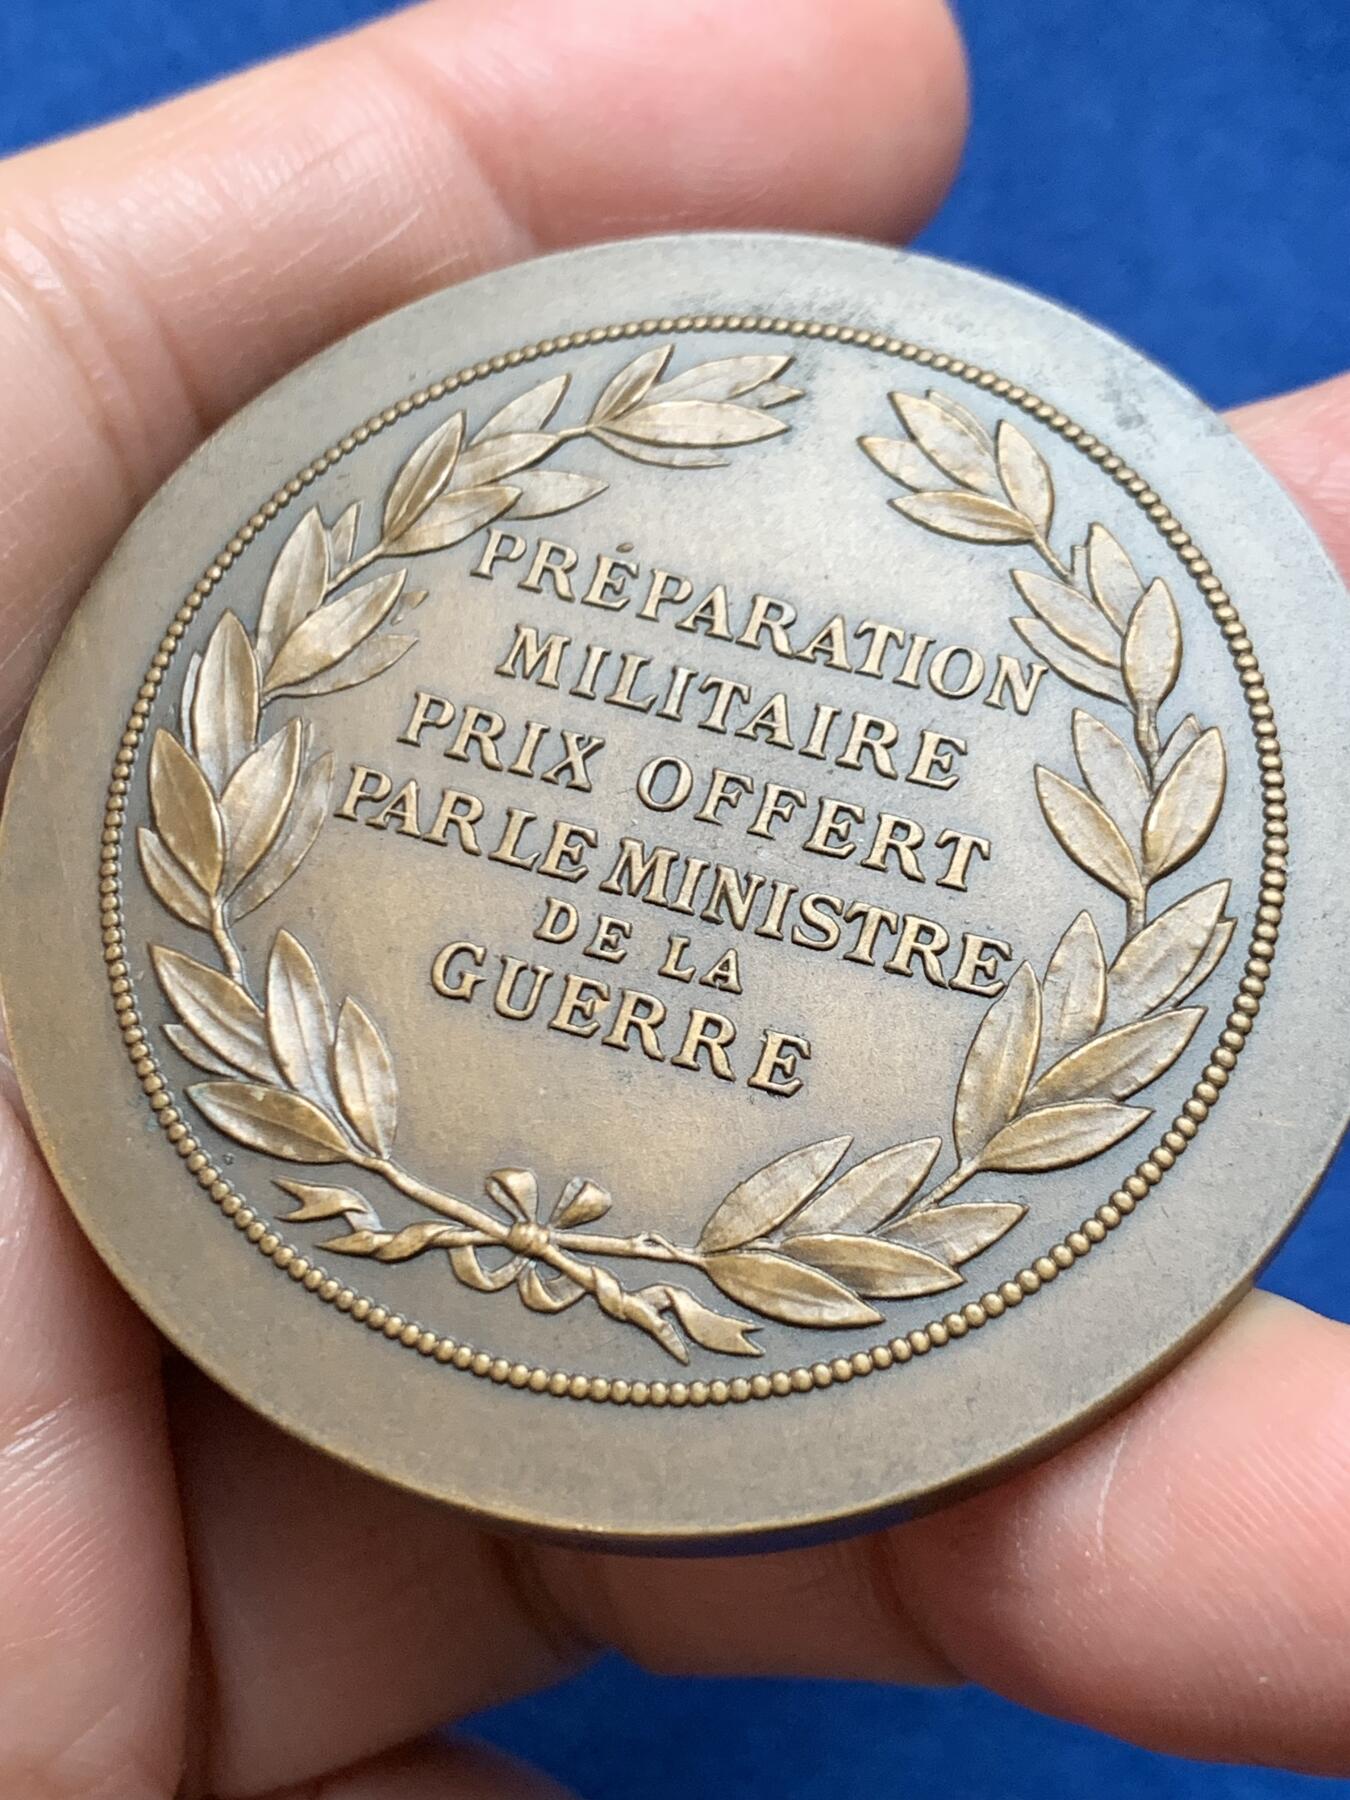 PRÉPARATION
MILITAIRE
PRIX OFFERT
PAR LE MINISTRE
DE LA
GUERRE